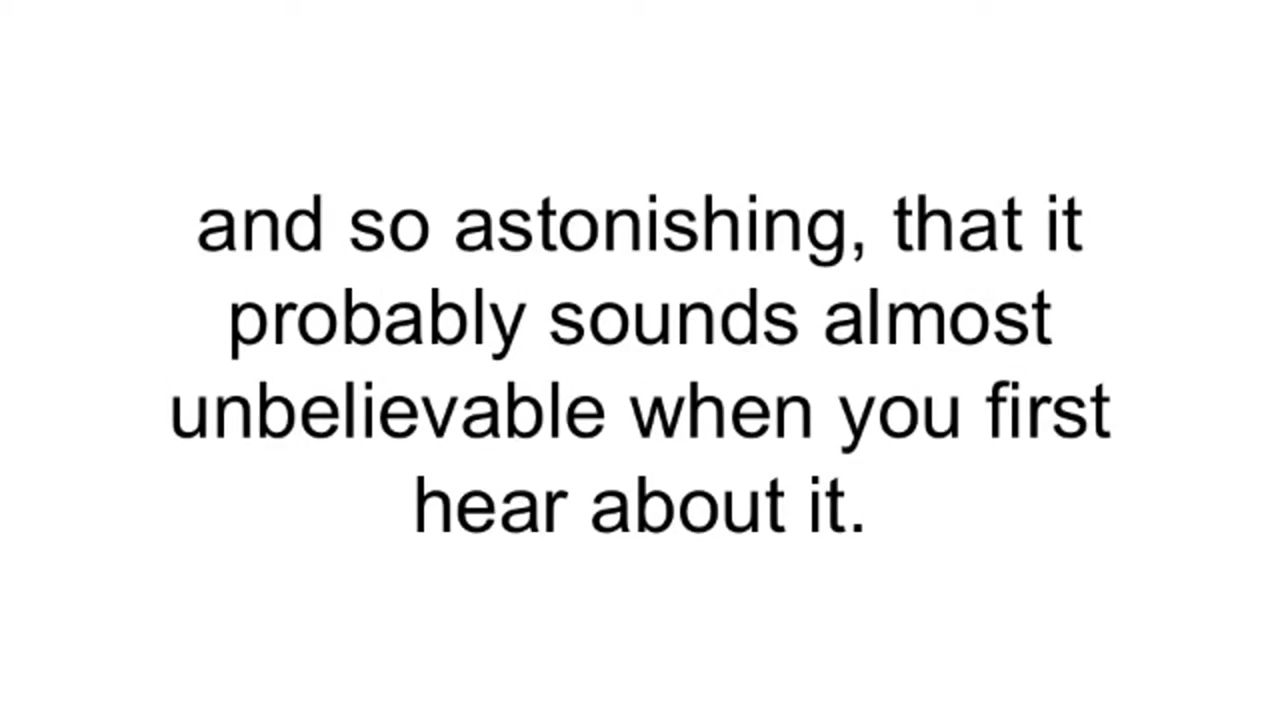 and so astonishing, that it
probably sounds almost
unbelievable when you first
hear about it.